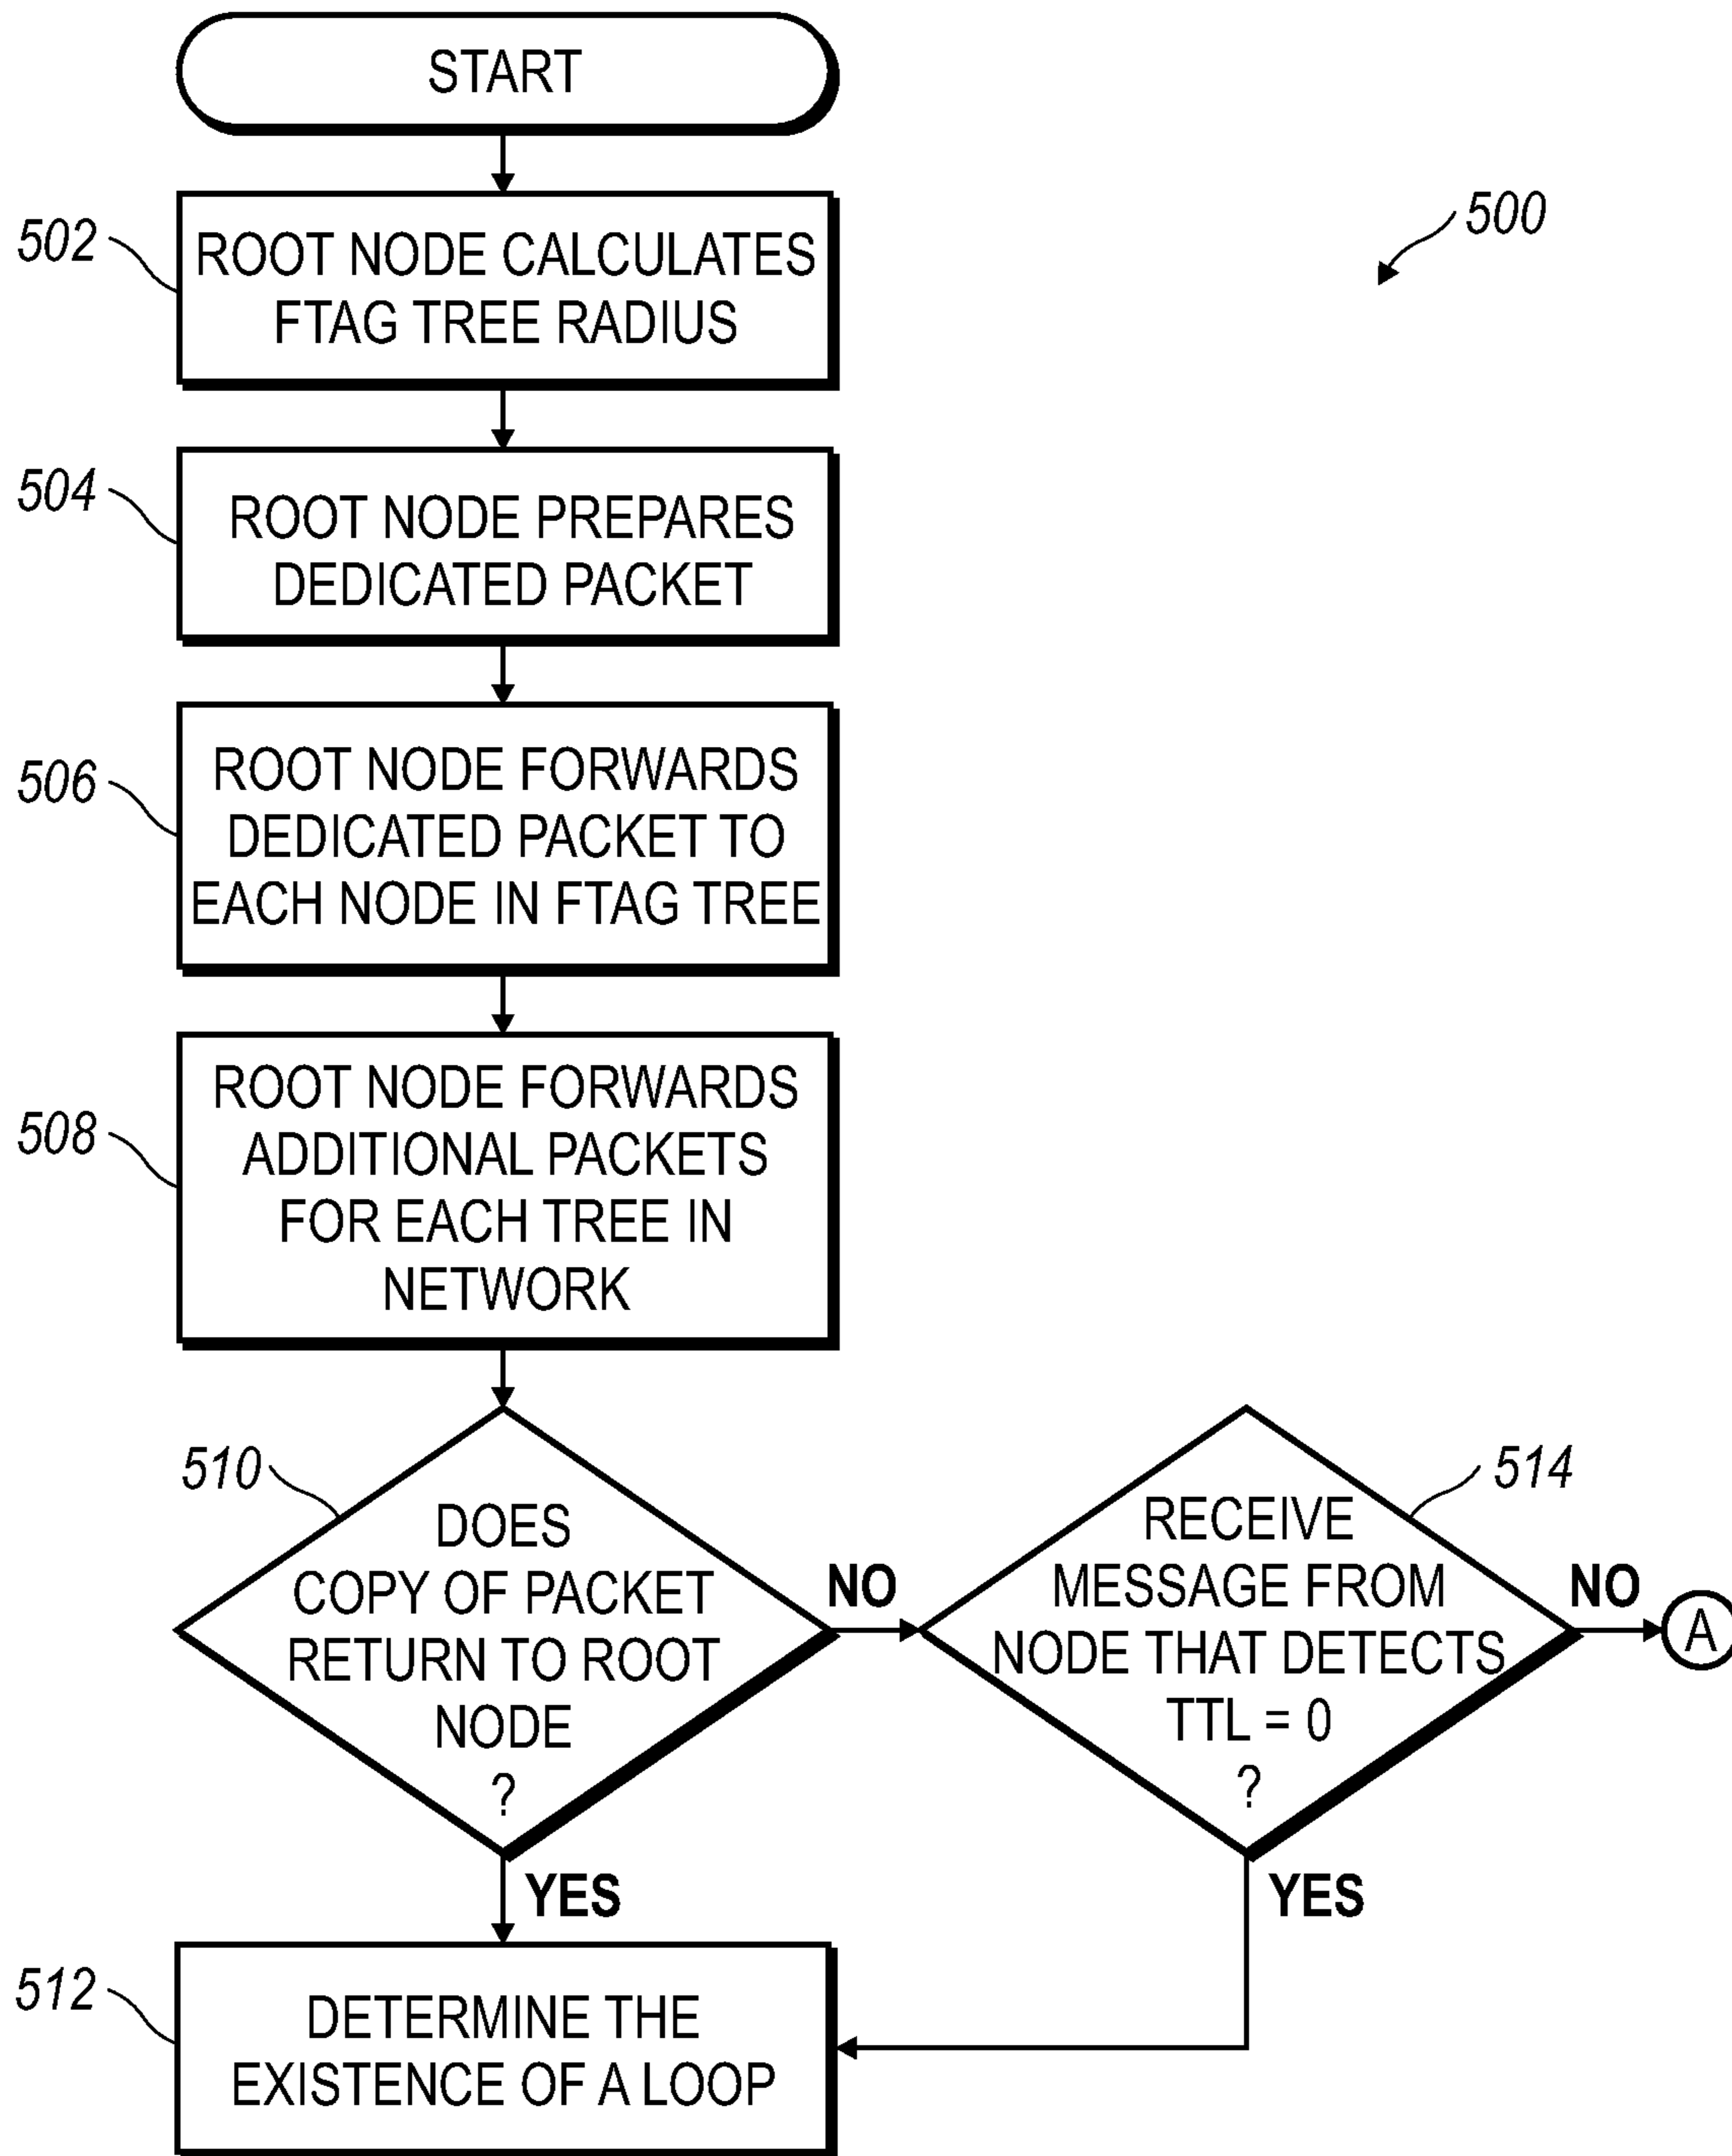 START
500
502
ROOT NODE CALCULATES
FTAG TREE RADIUS
504
ROOT NODE PREPARES
DEDICATED PACKET
506
ROOT NODE FORWARDS
DEDICATED PACKET TO
EACH NODE IN FTAG TREE
508
ROOT NODE FORWARDS
ADDITIONAL PACKETS
FOR EACH TREE IN
NETWORK
510
DOES
COPY OF PACKET
RETURN TO ROOT
NODE
?
NO
YES
514
RECEIVE
MESSAGE FROM
NODE THAT DETECTS
TTL = 0
?
NO
A
YES
512
DETERMINE THE
EXISTENCE OF A LOOP